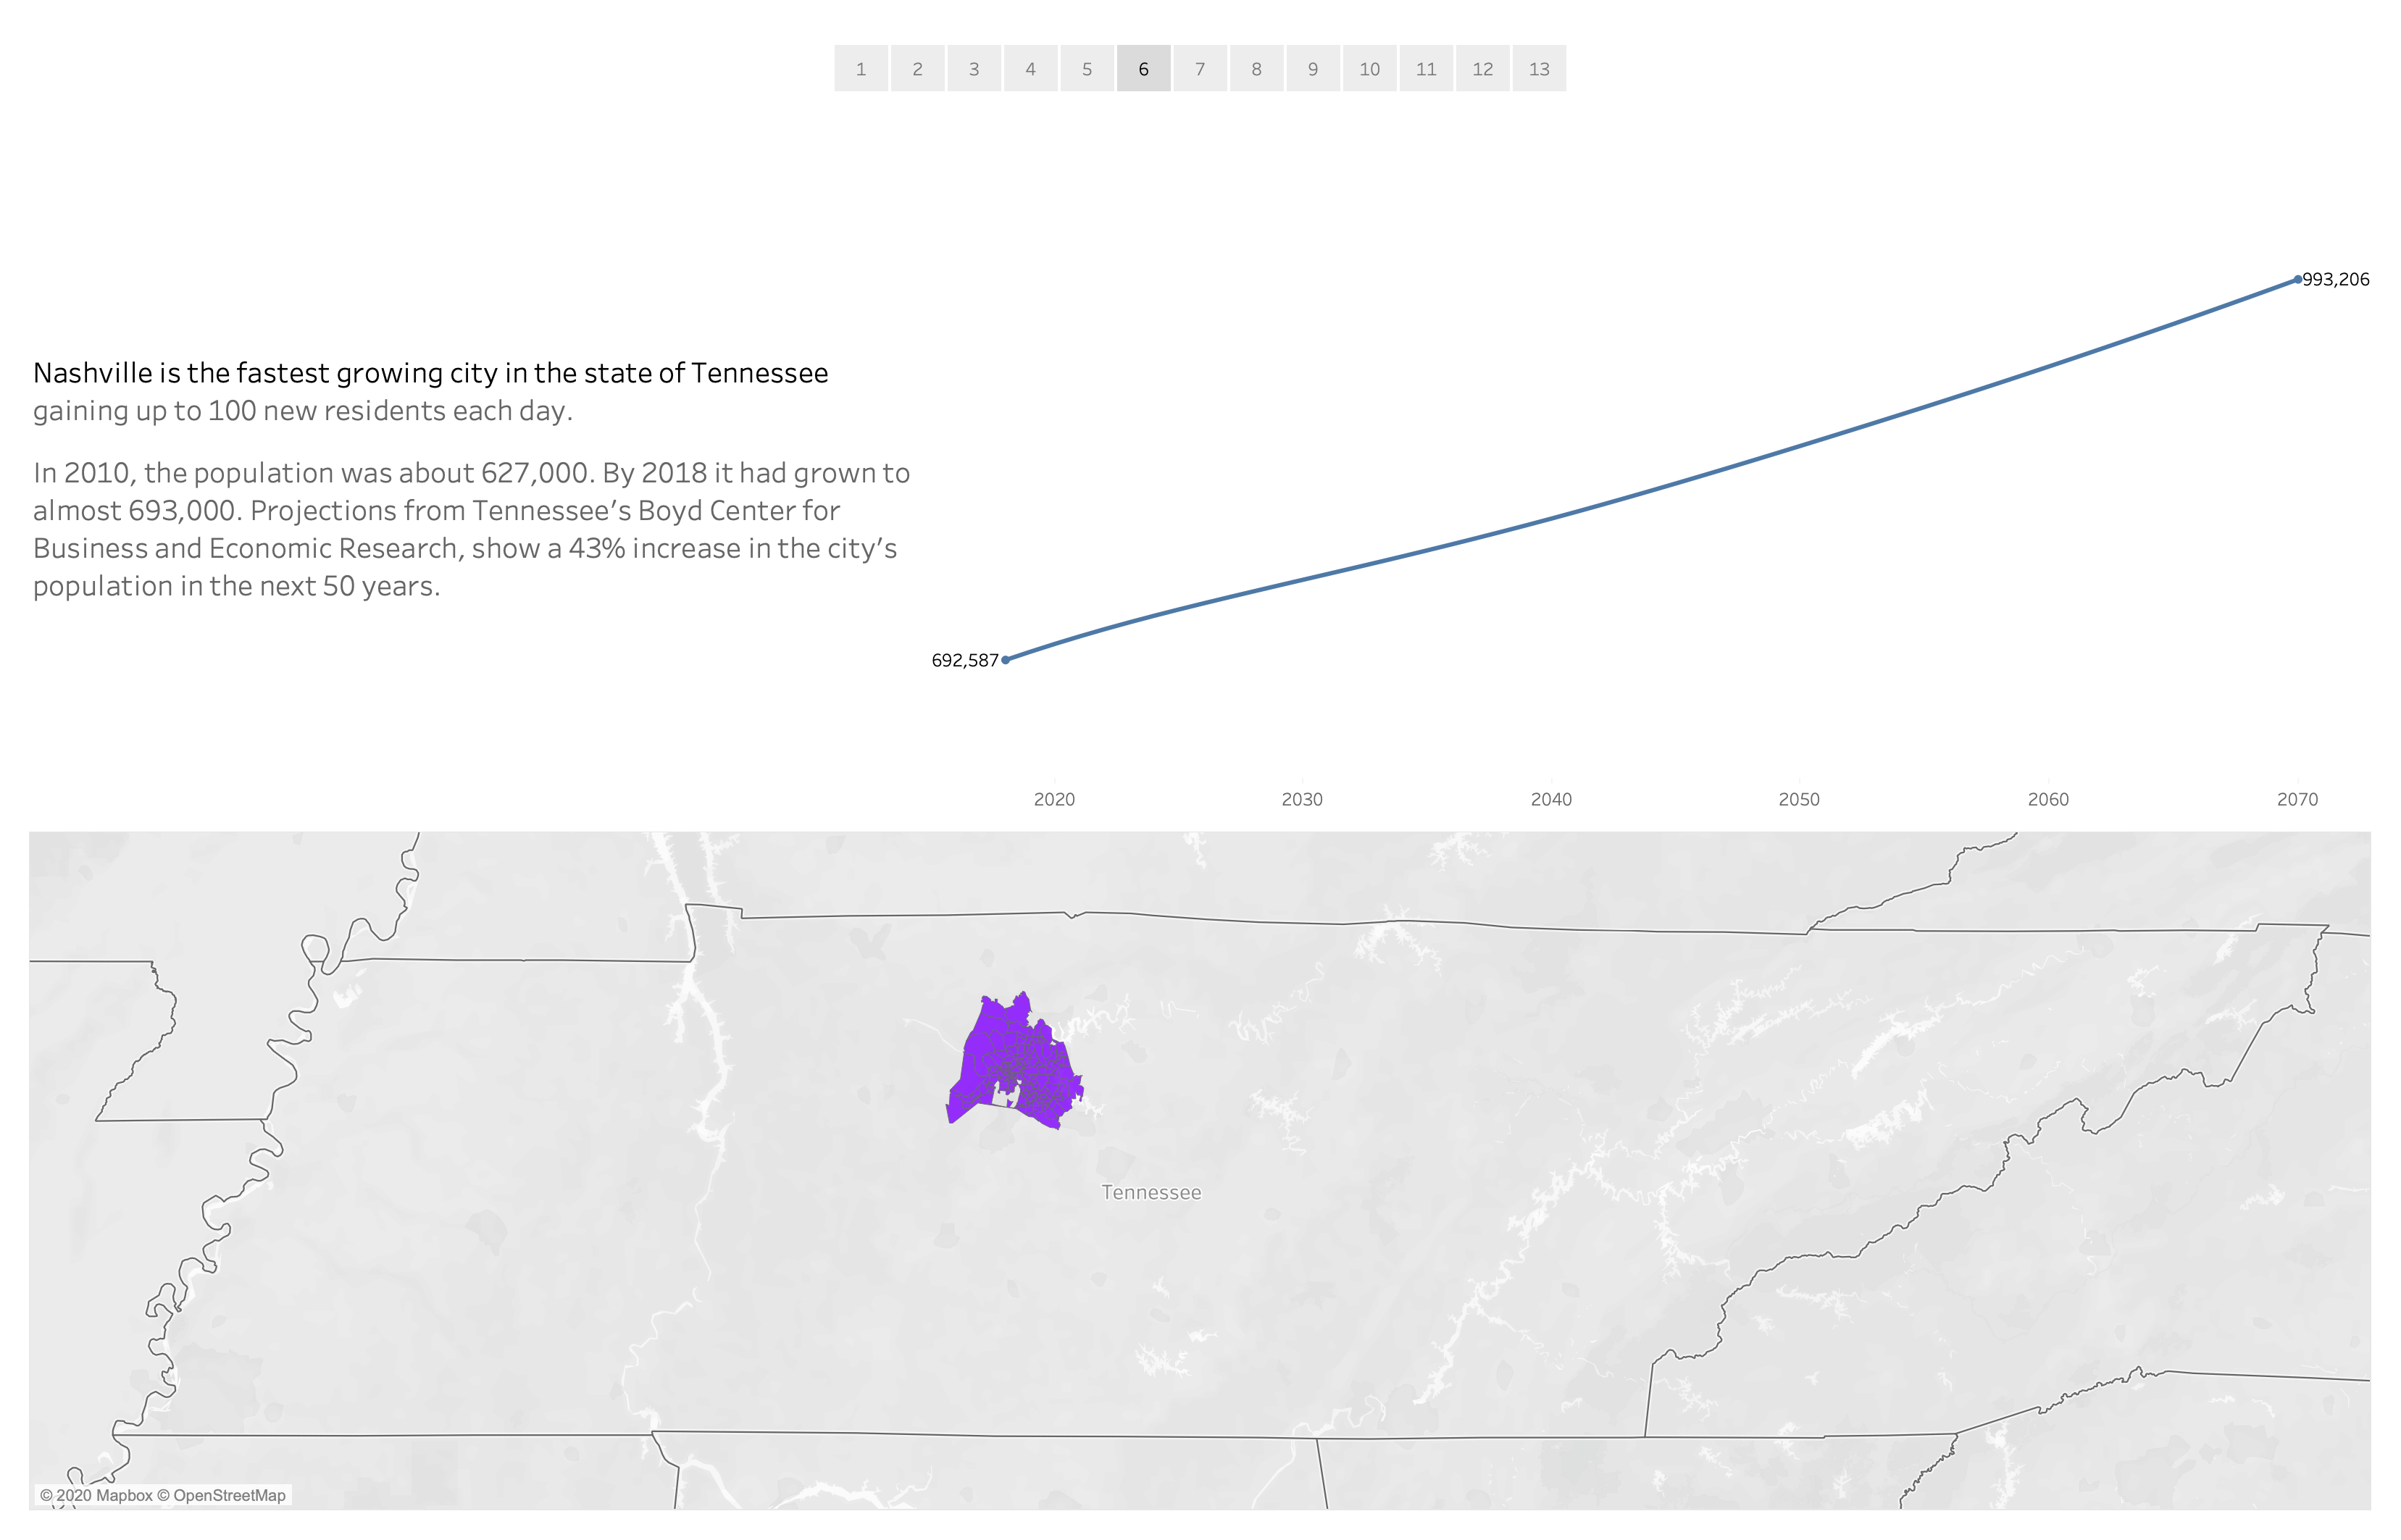 1 2 3 4 5 6 7 8 9 10 11 12 13
993,206
Nashville is the fastest growing city in the state of Tennessee
gaining up to 100 new residents each day.
In 2010, the population was about 627,000. By 2018 it had grown to
almost 693,000. Projections from Tennessee’s Boyd Center for
Business and Economic Research, show a 43% increase in the city’s
population in the next 50 years.
692,587
2020 2030 2040 2050 2060 2070
Tennessee
© 2020 Mapbox © OpenStreetMap